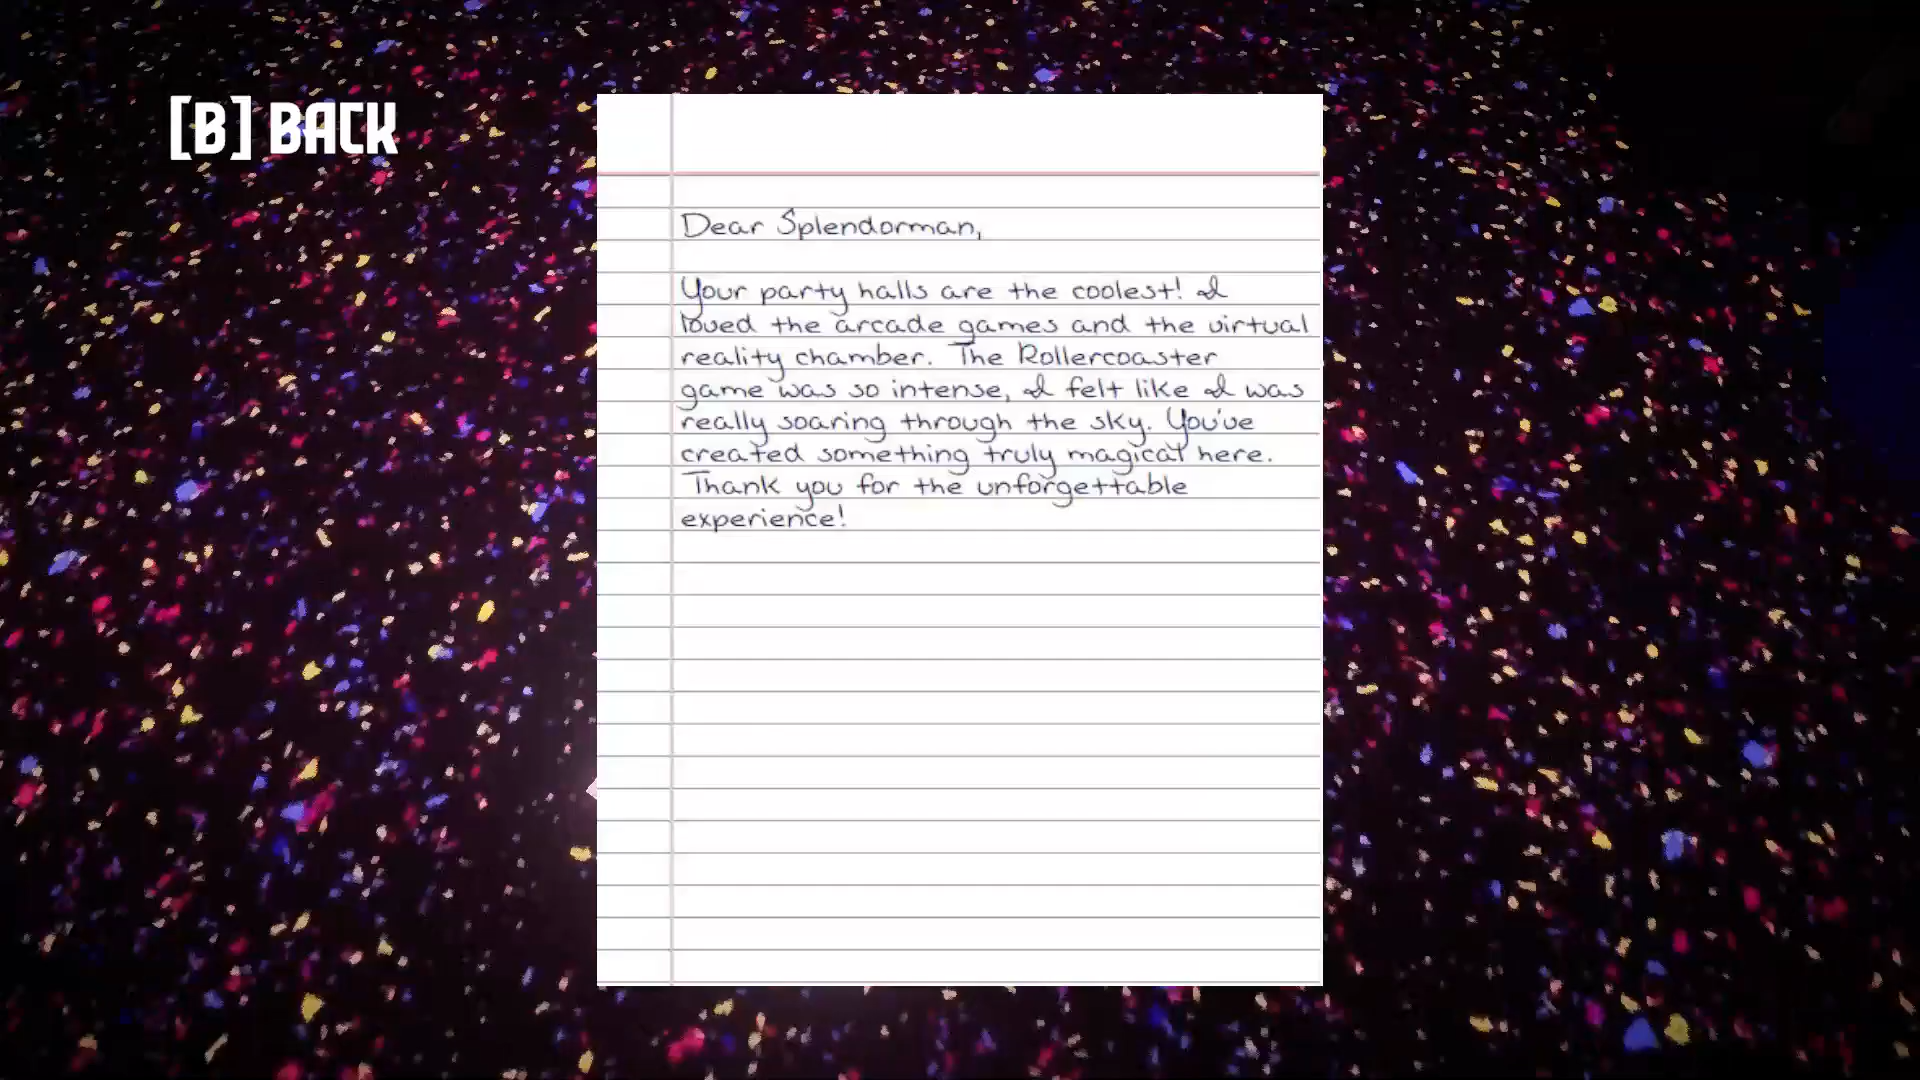 [B] BACK
Dear Splendorman,
Your party halls are the coolest! I
loved the arcade games and the virtual
reality chamber. The Rollercoaster
game was so intense, I felt like I was
really soaring through the sky. You've
created something truly magical here.
Thank you for the unforgettable
experience!